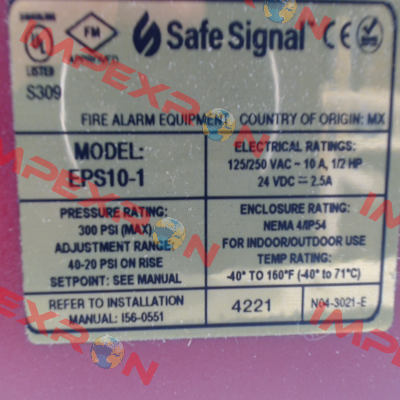 UL
LISTED
S309
FM
APPROVED
Safe Signal™ CE
FIRE ALARM EQUIPMENT COUNTRY OF ORIGIN: MX
MODEL:
EPS10-1
ELECTRICAL RATINGS:
125/250 VAC ~ 10 A, 1/2 HP
24 VDC ⎓ 2.5A
PRESSURE RATING:
300 PSI (MAX)
ADJUSTMENT RANGE:
40-20 PSI ON RISE
SETPOINT: SEE MANUAL
ENCLOSURE RATING:
NEMA 4/IP54
FOR INDOOR/OUTDOOR USE
TEMP RATING:
-40° TO 160°F (-40° to 71°C)
REFER TO INSTALLATION
MANUAL: I56-0551
4221
N04-3021-E
IMPEXRON